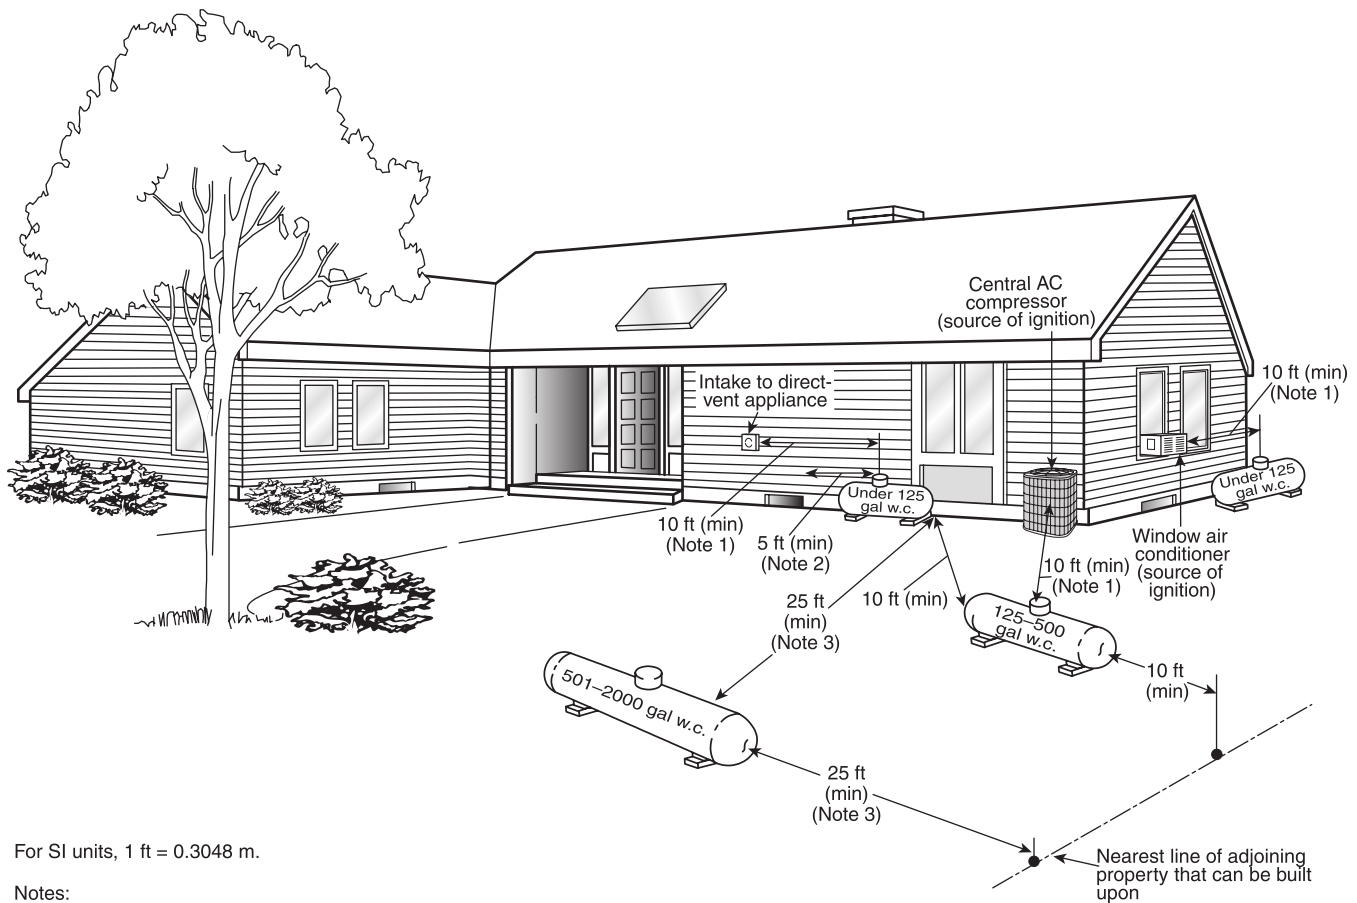 Central AC
compressor
(source of ignition)
Intake to direct-
vent appliance
10 ft (min)
(Note 1)
Under 125
gal w.c.
Under 125
gal w.c.
10 ft (min)
(Note 1)
5 ft (min)
(Note 2)
Window air
conditioner
(source of
ignition)
10 ft (min)
(Note 1)
25 ft
(min)
(Note 3)
10 ft (min)
125–500
gal w.c.
10 ft
(min)
501–2000 gal w.c.
25 ft
(min)
(Note 3)
For SI units, 1 ft = 0.3048 m.
Nearest line of adjoining
property that can be built
upon
Notes: